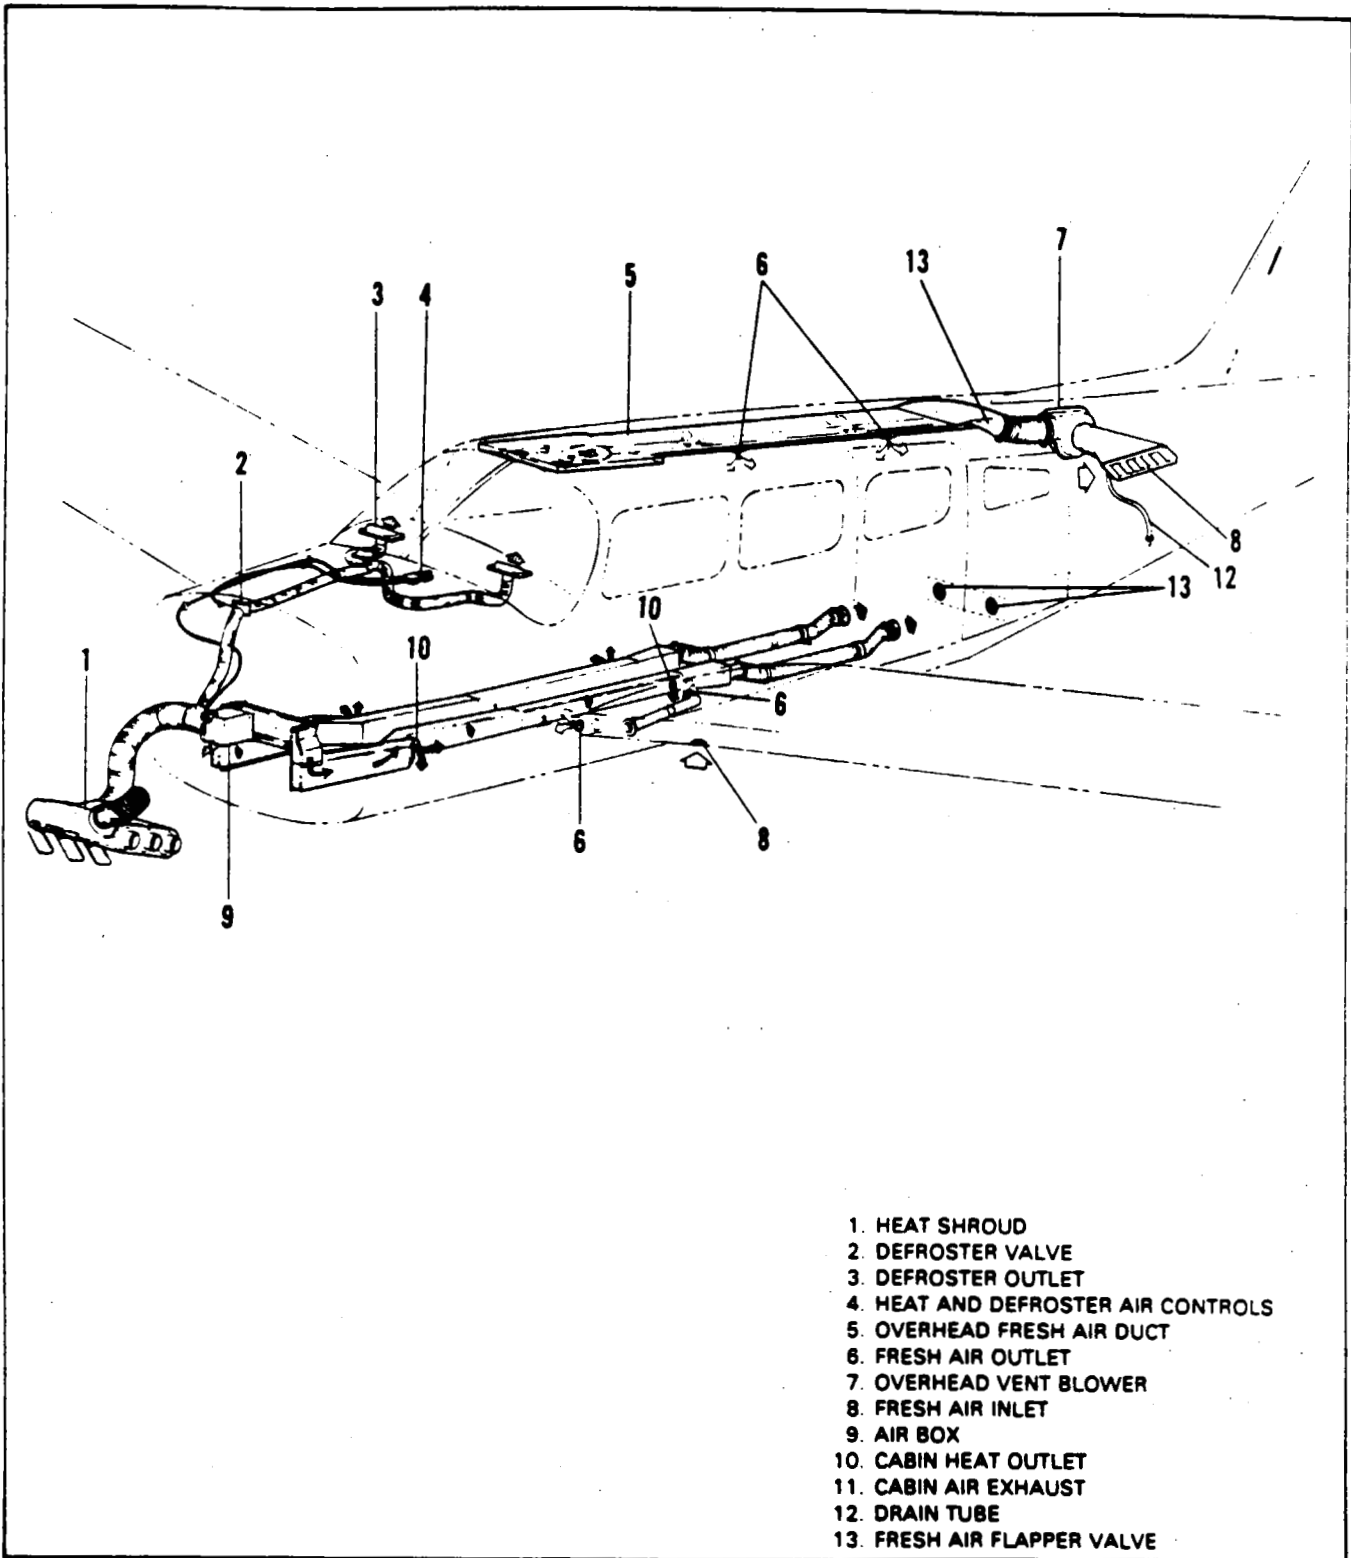 7
5
6
13
3
4
2
8
12
13
10
10
1
6
6
8
9
1. HEAT SHROUD
2. DEFROSTER VALVE
3. DEFROSTER OUTLET
4. HEAT AND DEFROSTER AIR CONTROLS
5. OVERHEAD FRESH AIR DUCT
6. FRESH AIR OUTLET
7. OVERHEAD VENT BLOWER
8. FRESH AIR INLET
9. AIR BOX
10. CABIN HEAT OUTLET
11. CABIN AIR EXHAUST
12. DRAIN TUBE
13. FRESH AIR FLAPPER VALVE